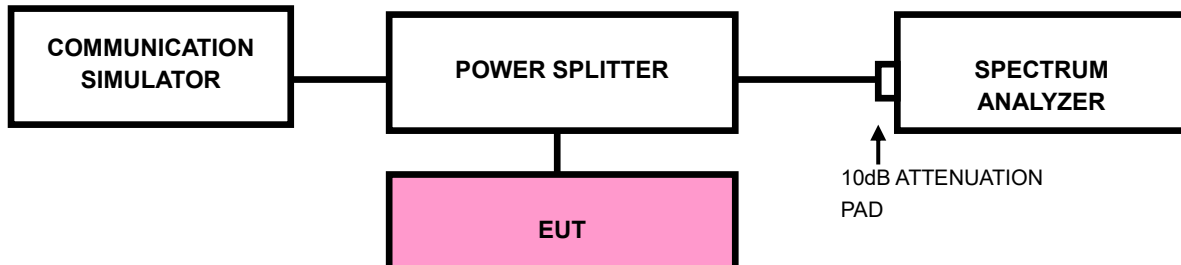 COMMUNICATION
SIMULATOR
POWER SPLITTER
SPECTRUM
ANALYZER
10dB ATTENUATION
PAD
EUT